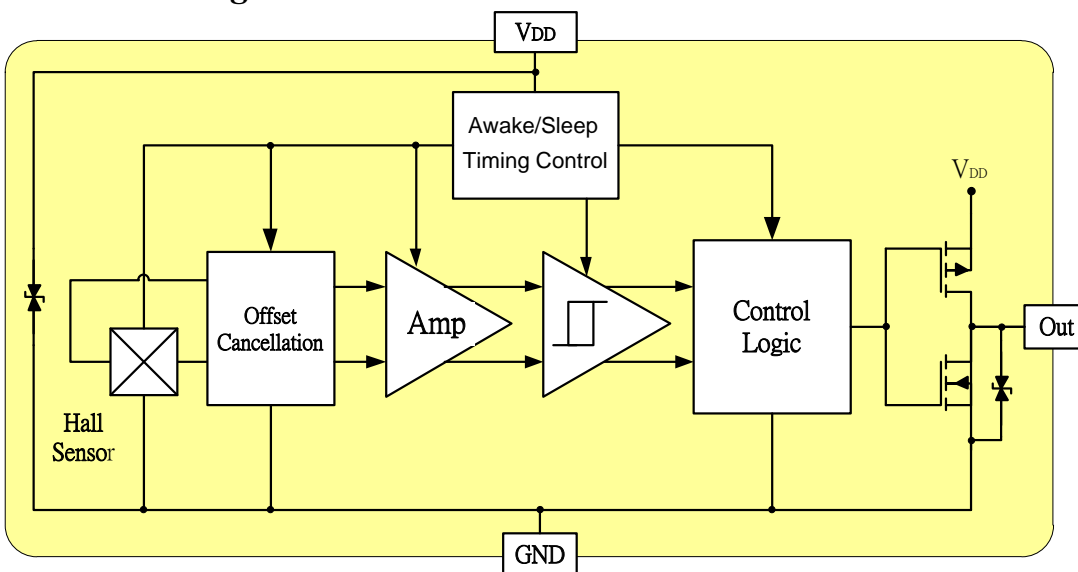 VDD
Awake/Sleep
Timing Control
VDD
Offset
Cancellation
Amp
Control
Logic
Out
Hall
Sensor
GND